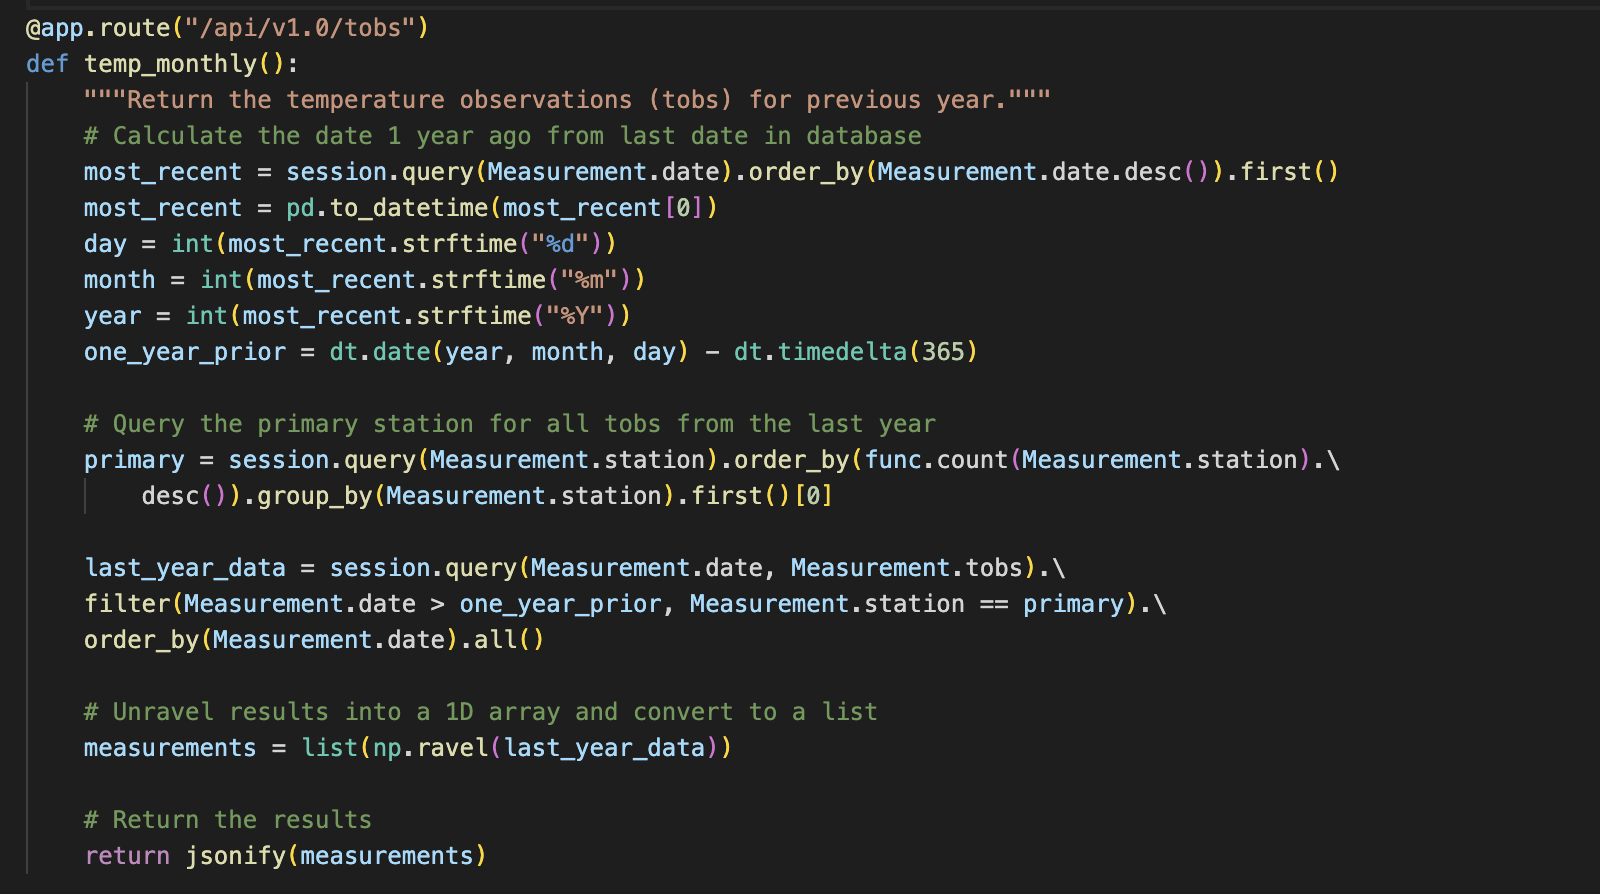 @app.route("/api/v1.0/tobs")
def temp_monthly():
    """Return the temperature observations (tobs) for previous year."""
    # Calculate the date 1 year ago from last date in database
    most_recent = session.query(Measurement.date).order_by(Measurement.date.desc()).first()
    most_recent = pd.to_datetime(most_recent[0])
    day = int(most_recent.strftime("%d"))
    month = int(most_recent.strftime("%m"))
    year = int(most_recent.strftime("%Y"))
    one_year_prior = dt.date(year, month, day) - dt.timedelta(365)

    # Query the primary station for all tobs from the last year
    primary = session.query(Measurement.station).order_by(func.count(Measurement.station).\
        desc()).group_by(Measurement.station).first()[0]

    last_year_data = session.query(Measurement.date, Measurement.tobs).\
    filter(Measurement.date > one_year_prior, Measurement.station == primary).\
    order_by(Measurement.date).all()

    # Unravel results into a 1D array and convert to a list
    measurements = list(np.ravel(last_year_data))

    # Return the results
    return jsonify(measurements)